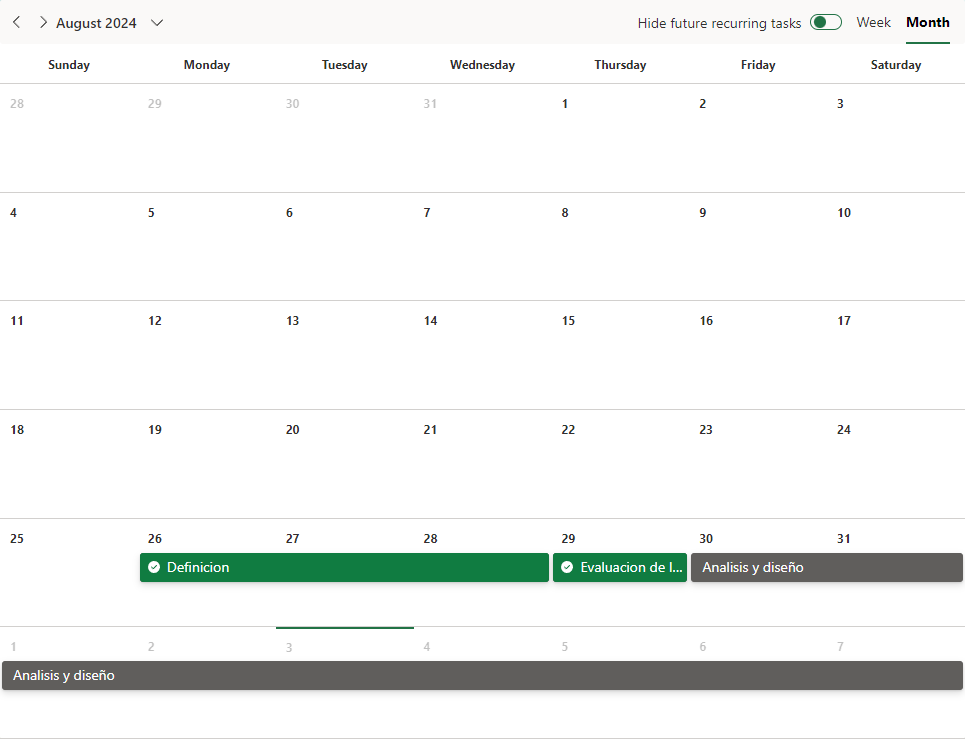 August 2024 Hide future recurring tasks Week Month
Sunday Monday Tuesday Wednesday Thursday Friday Saturday
28 29 30 31 1 2 3
4 5 6 7 8 9 10
11 12 13 14 15 16 17
18 19 20 21 22 23 24
25 26 27 28 29 30 31
Definicion Evaluacion de l... Analisis y diseño
1 2 3 4 5 6 7
Analisis y diseño